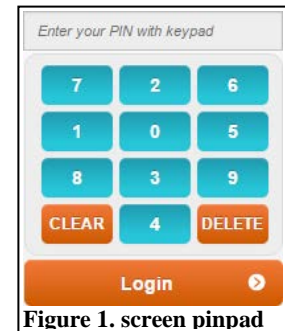 Enter your PIN with keypad
7 2 6
1 0 5
8 3 9
CLEAR 4 DELETE
Login
Figure 1. screen pinpad